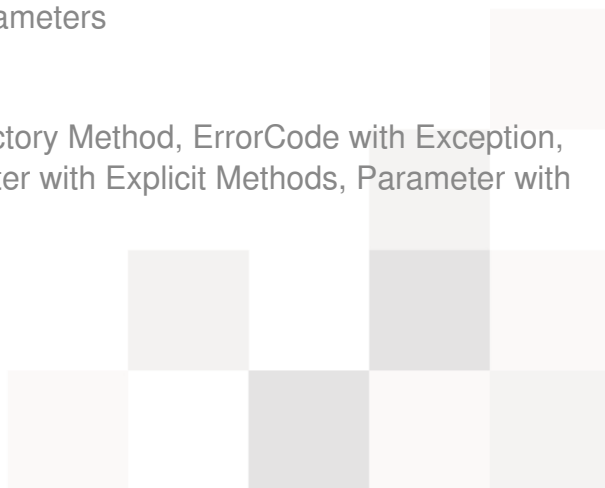 ameters
ctory Method, ErrorCode with Exception,
ter with Explicit Methods, Parameter with